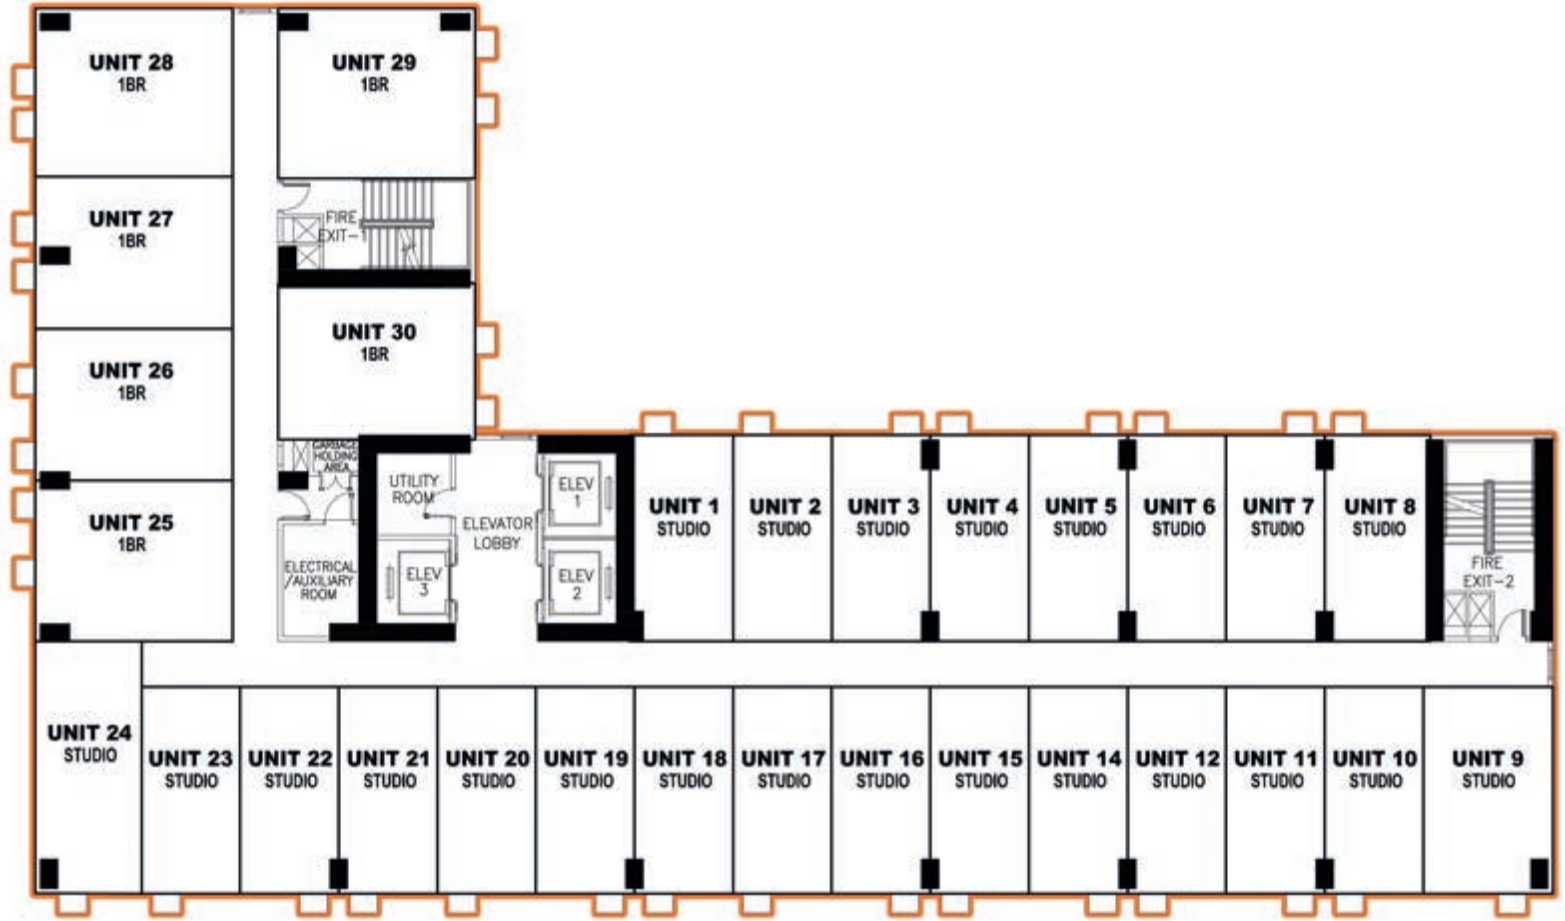 UNIT 28
1BR
UNIT 29
1BR
UNIT 27
1BR
FIRE
EXIT-1
UNIT 26
1BR
UNIT 30
1BR
UNIT 25
1BR
GARBAGE
HOLDING
AREA
UTILITY
ROOM
ELEVATOR
LOBBY
ELEV
1
ELEV
2
ELEV
3
ELECTRICAL
/AUXILIARY
ROOM
UNIT 1
STUDIO
UNIT 2
STUDIO
UNIT 3
STUDIO
UNIT 4
STUDIO
UNIT 5
STUDIO
UNIT 6
STUDIO
UNIT 7
STUDIO
UNIT 8
STUDIO
FIRE
EXIT-2
UNIT 24
STUDIO
UNIT 23
STUDIO
UNIT 22
STUDIO
UNIT 21
STUDIO
UNIT 20
STUDIO
UNIT 19
STUDIO
UNIT 18
STUDIO
UNIT 17
STUDIO
UNIT 16
STUDIO
UNIT 15
STUDIO
UNIT 14
STUDIO
UNIT 12
STUDIO
UNIT 11
STUDIO
UNIT 10
STUDIO
UNIT 9
STUDIO